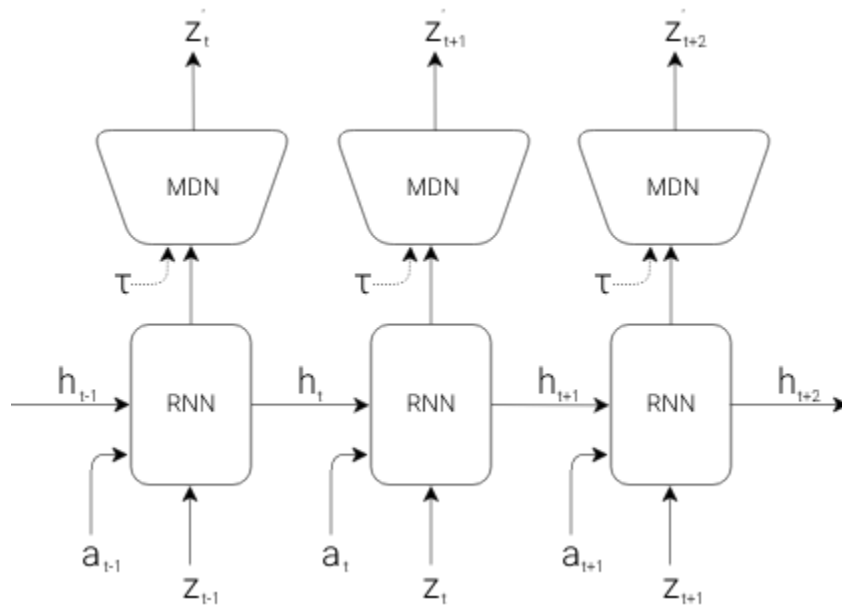 z′ₜ z′ₜ₊₁ z′ₜ₊₂
MDN MDN MDN
τ τ τ
hₜ₋₁ hₜ hₜ₊₁ hₜ₊₂
RNN RNN RNN
aₜ₋₁ aₜ aₜ₊₁
zₜ₋₁ zₜ zₜ₊₁